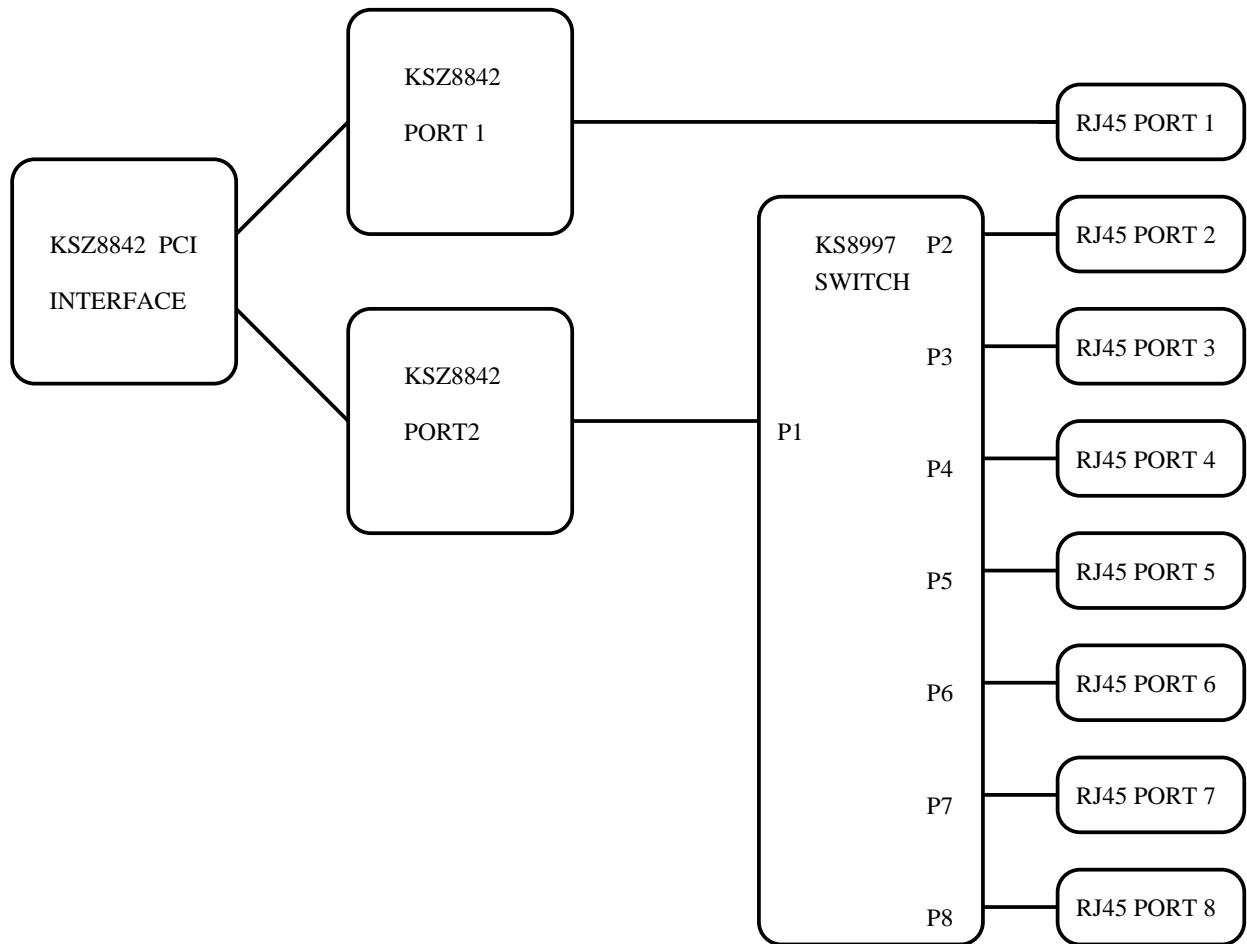 KSZ8842 PCI
INTERFACE
KSZ8842
PORT 1
KSZ8842
PORT2
KS8997
SWITCH
P1
P2
P3
P4
P5
P6
P7
P8
RJ45 PORT 1
RJ45 PORT 2
RJ45 PORT 3
RJ45 PORT 4
RJ45 PORT 5
RJ45 PORT 6
RJ45 PORT 7
RJ45 PORT 8